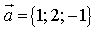 a⃗ = {1; 2; −1}